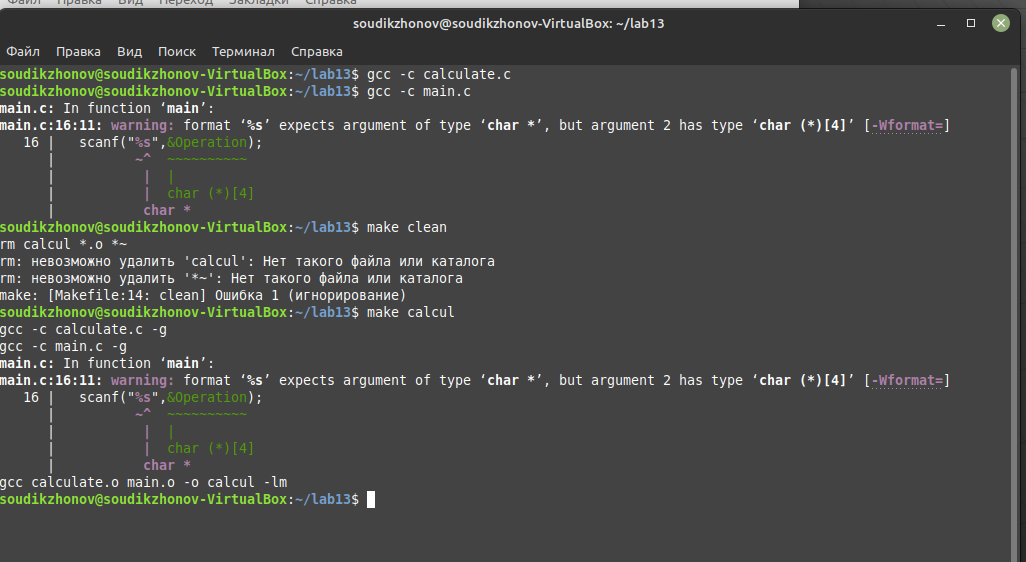 Файл Правка Вид Переход Закладки Справка
soudikzhonov@soudikzhonov-VirtualBox: ~/lab13
Файл Правка Вид Поиск Терминал Справка
soudikzhonov@soudikzhonov-VirtualBox:~/lab13$ gcc -c calculate.c
soudikzhonov@soudikzhonov-VirtualBox:~/lab13$ gcc -c main.c
main.c: In function ‘main’:
main.c:16:11: warning: format ‘%s’ expects argument of type ‘char *’, but argument 2 has type ‘char (*)[4]’ [-Wformat=]
   16 |   scanf("%s",&Operation);
      |          ~^  ~~~~~~~~~~
      |           |  |
      |           |  char (*)[4]
      |           char *
soudikzhonov@soudikzhonov-VirtualBox:~/lab13$ make clean
rm calcul *.o *~
rm: невозможно удалить 'calcul': Нет такого файла или каталога
rm: невозможно удалить '*~': Нет такого файла или каталога
make: [Makefile:14: clean] Ошибка 1 (игнорирование)
soudikzhonov@soudikzhonov-VirtualBox:~/lab13$ make calcul
gcc -c calculate.c -g
gcc -c main.c -g
main.c: In function ‘main’:
main.c:16:11: warning: format ‘%s’ expects argument of type ‘char *’, but argument 2 has type ‘char (*)[4]’ [-Wformat=]
   16 |   scanf("%s",&Operation);
      |          ~^  ~~~~~~~~~~
      |           |  |
      |           |  char (*)[4]
      |           char *
gcc calculate.o main.o -o calcul -lm
soudikzhonov@soudikzhonov-VirtualBox:~/lab13$